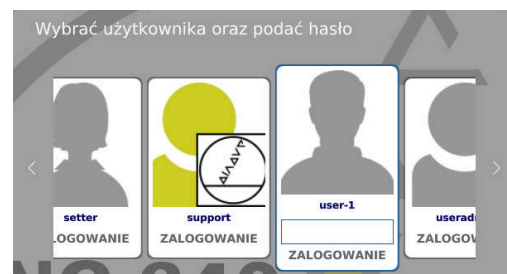 Wybrać użytkownika oraz podać hasło
setter
support
user-1
ZALOGOWANIE
ZALOGOWANIE